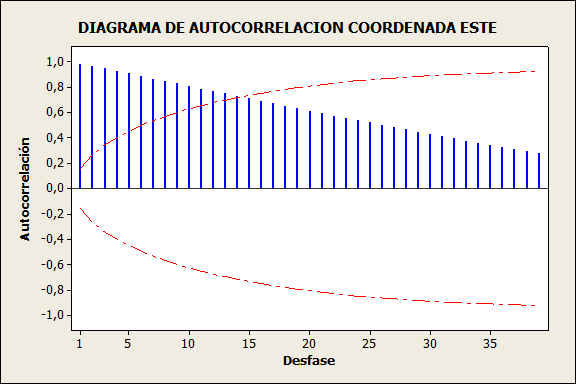 DIAGRAMA DE AUTOCORRELACION COORDENADA ESTE
1,0
0,8
0,6
0,4
0,2
0,0
-0,2
-0,4
-0,6
-0,8
-1,0
Autocorrelación
1 5 10 15 20 25 30 35
Desfase